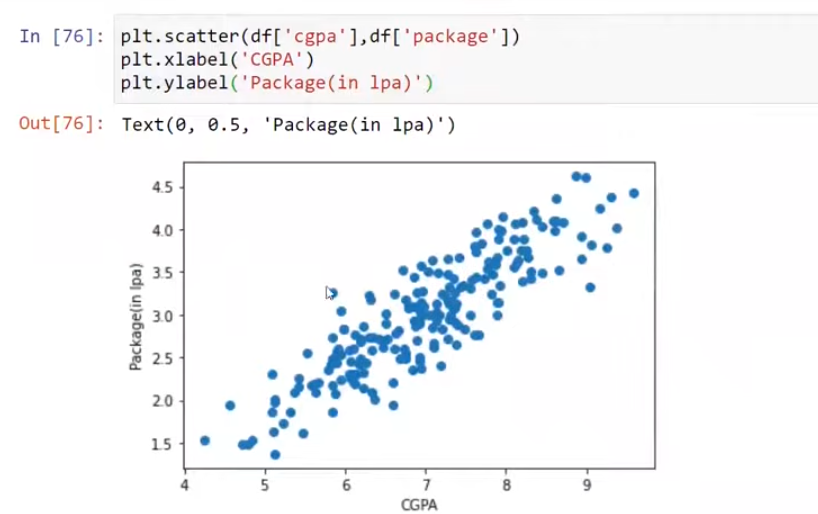 In [76]: plt.scatter(df['cgpa'],df['package'])
plt.xlabel('CGPA')
plt.ylabel('Package(in lpa)')
Out[76]: Text(0, 0.5, 'Package(in lpa)')
4.5
4.0
3.5
3.0
2.5
2.0
1.5
Package(in lpa)
4 5 6 7 8 9
CGPA